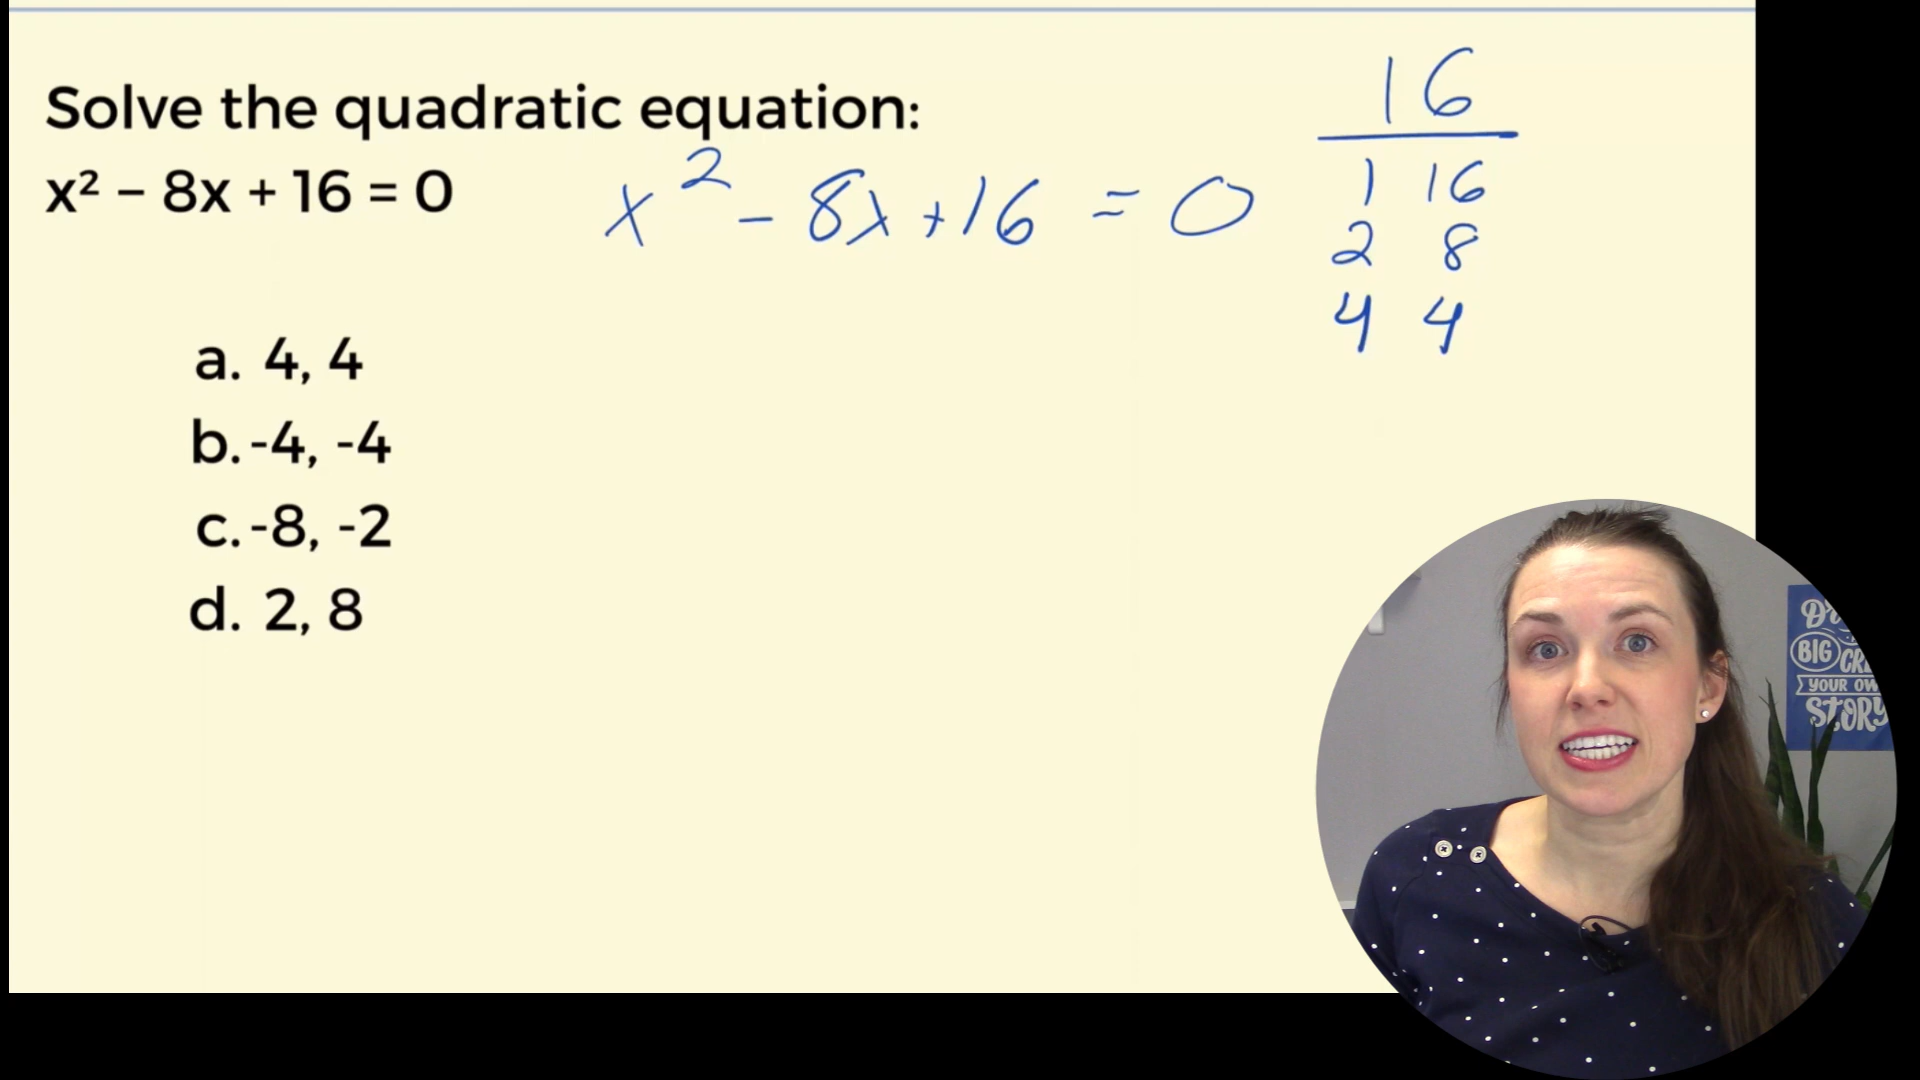 Solve the quadratic equation:
x² – 8x + 16 = 0
x² - 8x + 16 = 0
16
1 16
2 8
4 4
a. 4, 4
b. -4, -4
c. -8, -2
d. 2, 8
BIG
YOUR OW
STORY